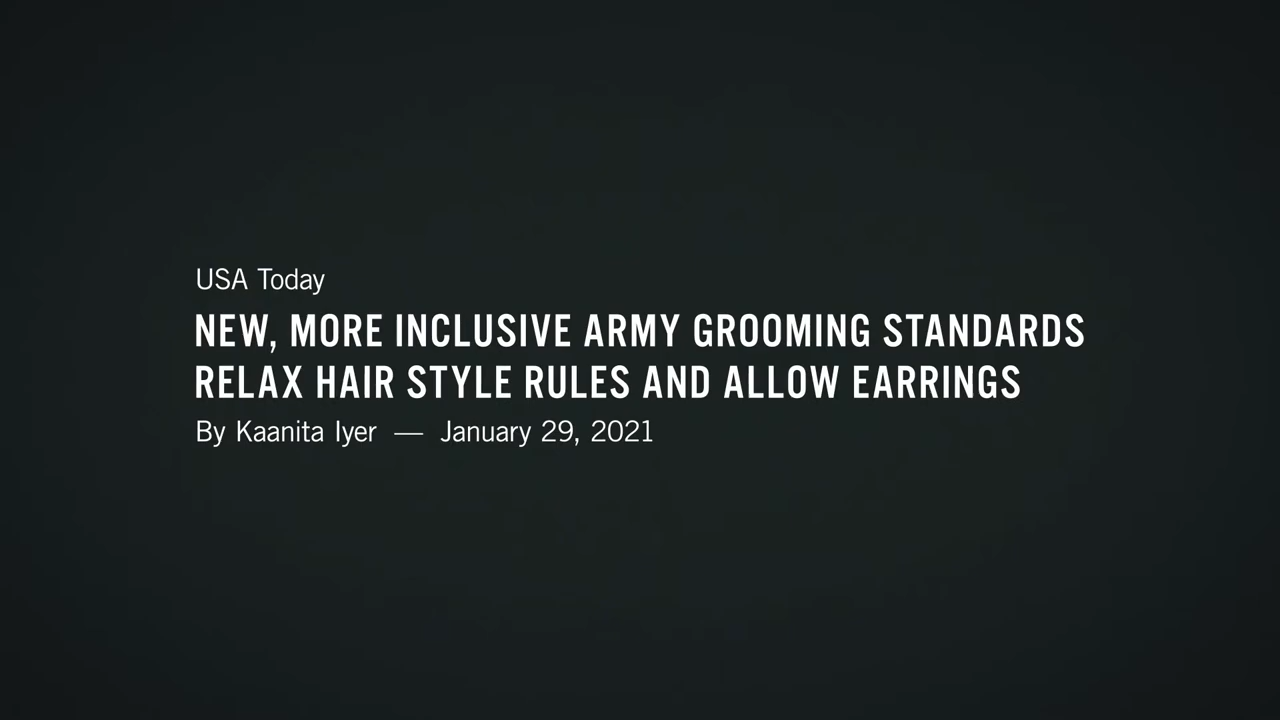 USA Today
NEW, MORE INCLUSIVE ARMY GROOMING STANDARDS
RELAX HAIR STYLE RULES AND ALLOW EARRINGS
By Kaanita Iyer — January 29, 2021